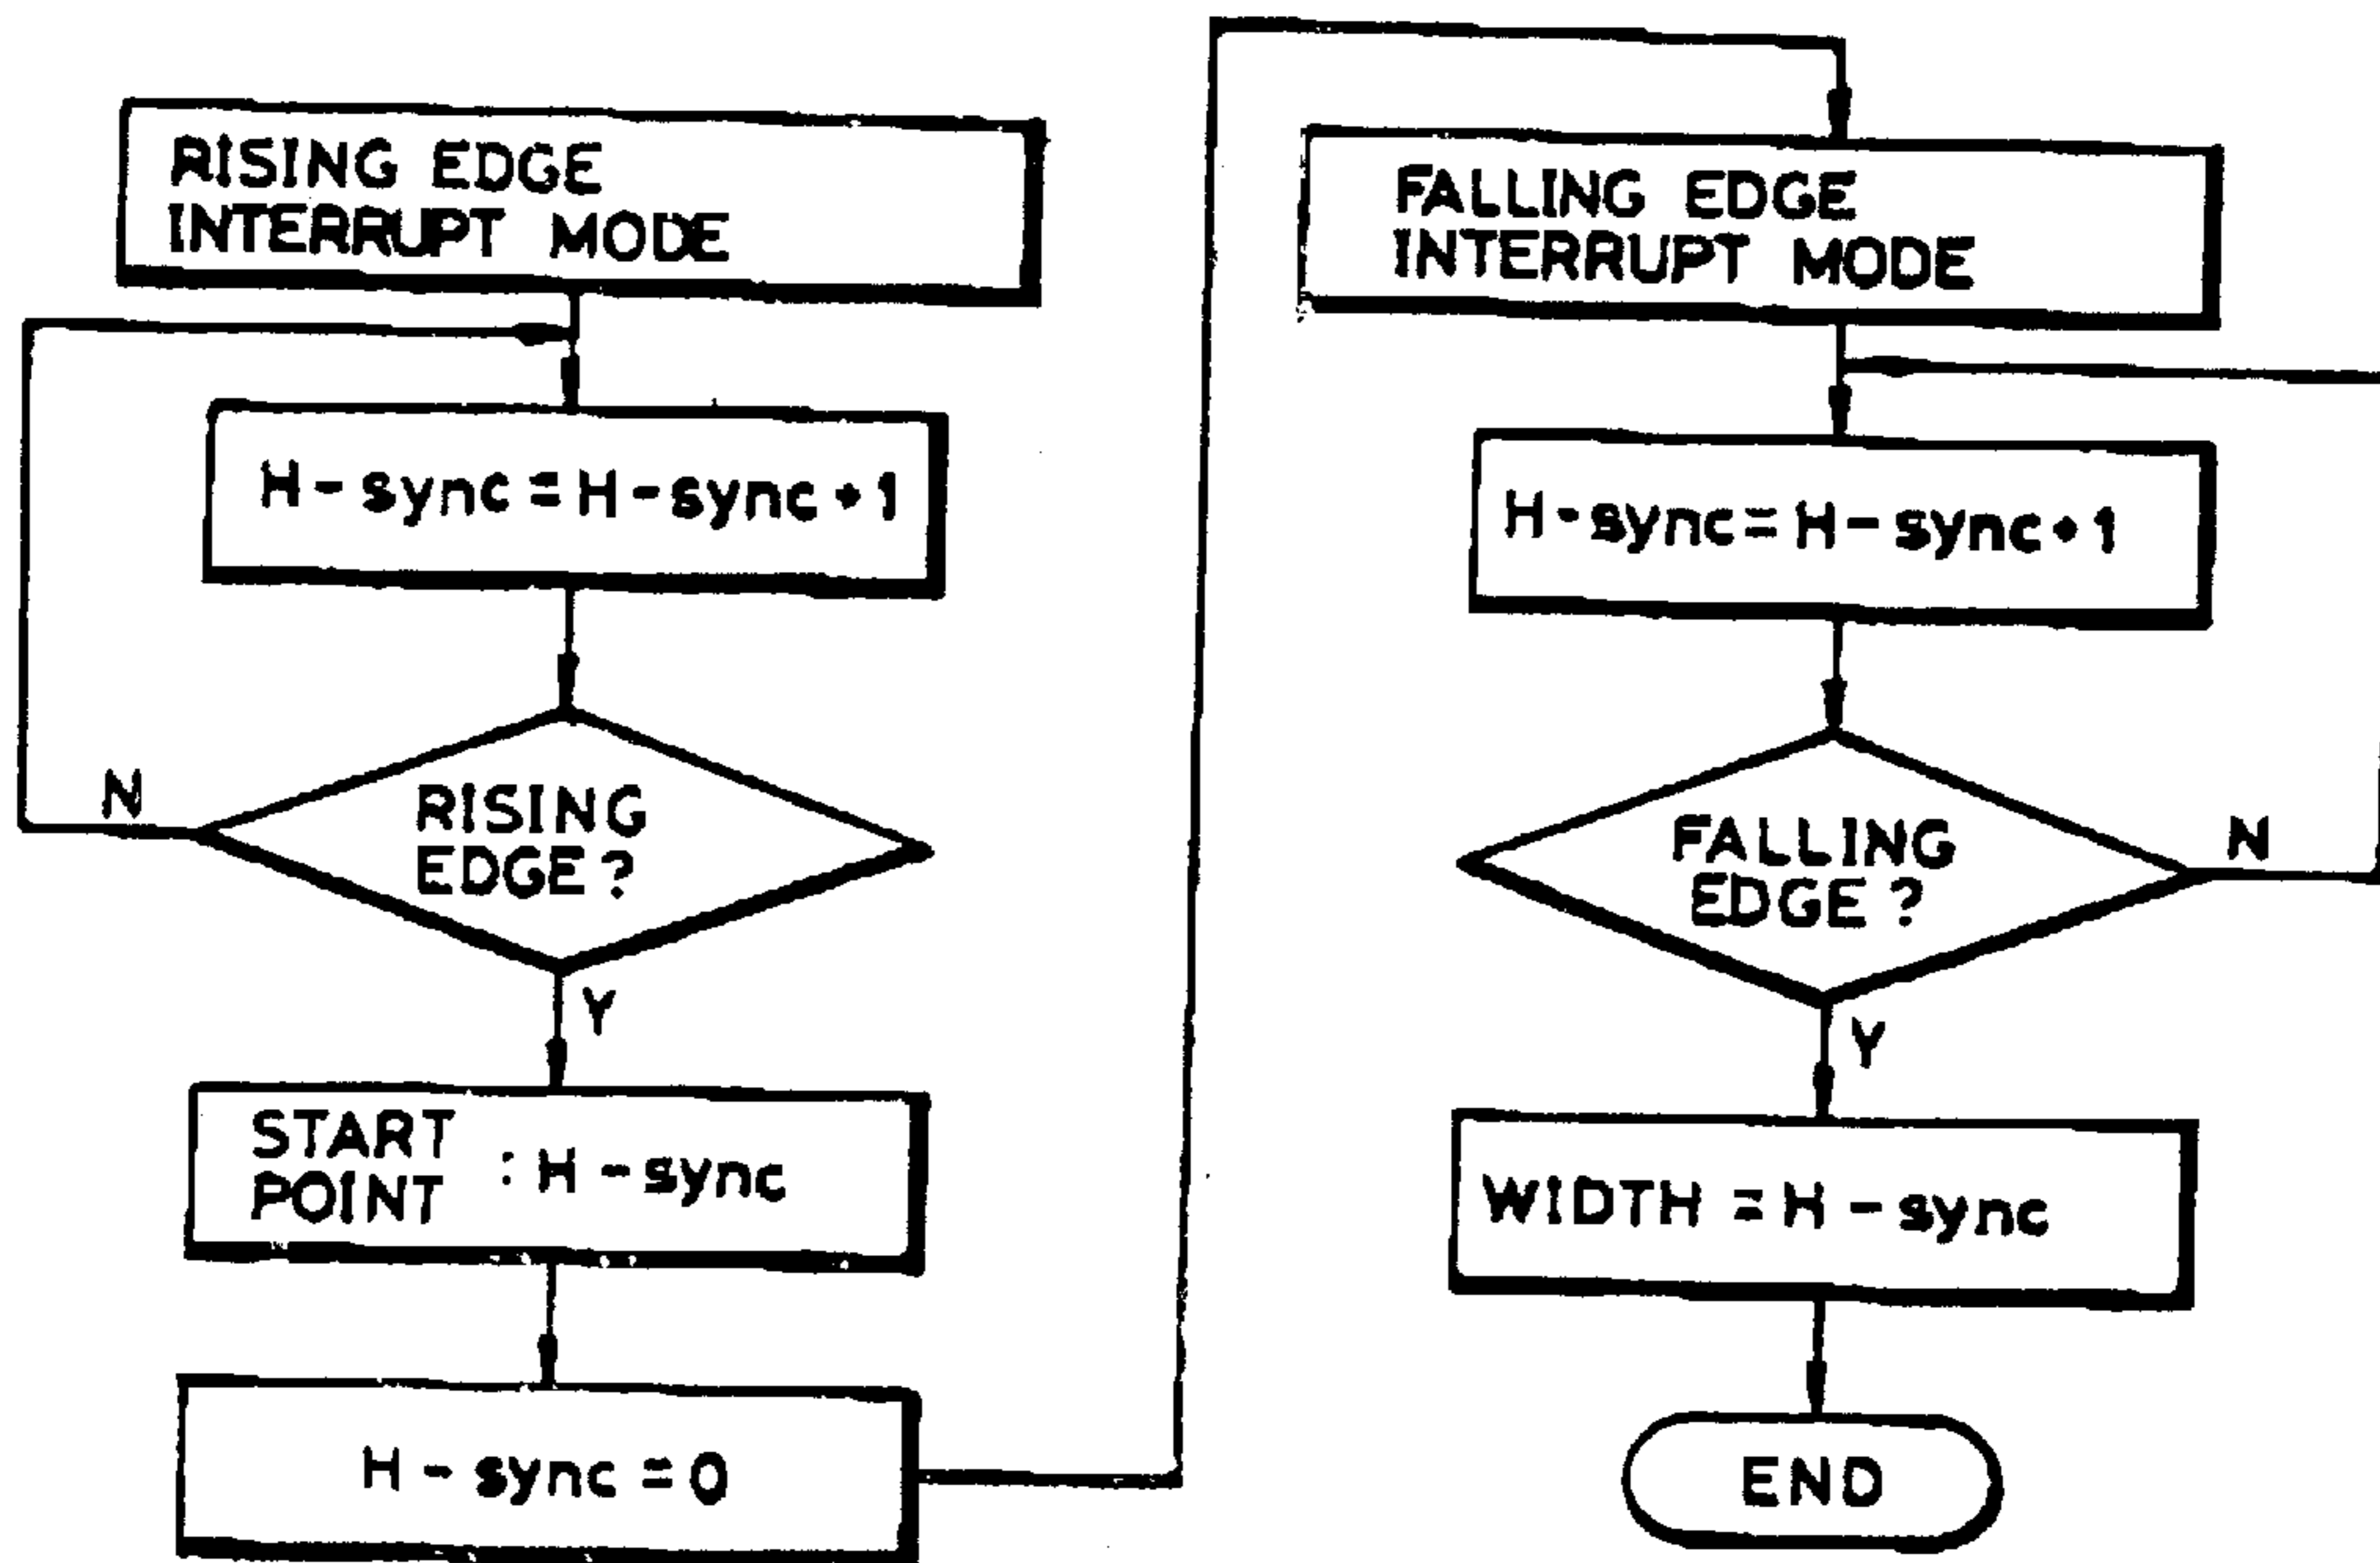 RISING EDGE
INTERRUPT MODE
H-sync = H-sync+1
RISING
EDGE?
N
Y
START
POINT : H-sync
H-sync = 0
FALLING EDGE
INTERRUPT MODE
H-sync = H-sync+1
FALLING
EDGE?
N
Y
WIDTH = H-sync
END